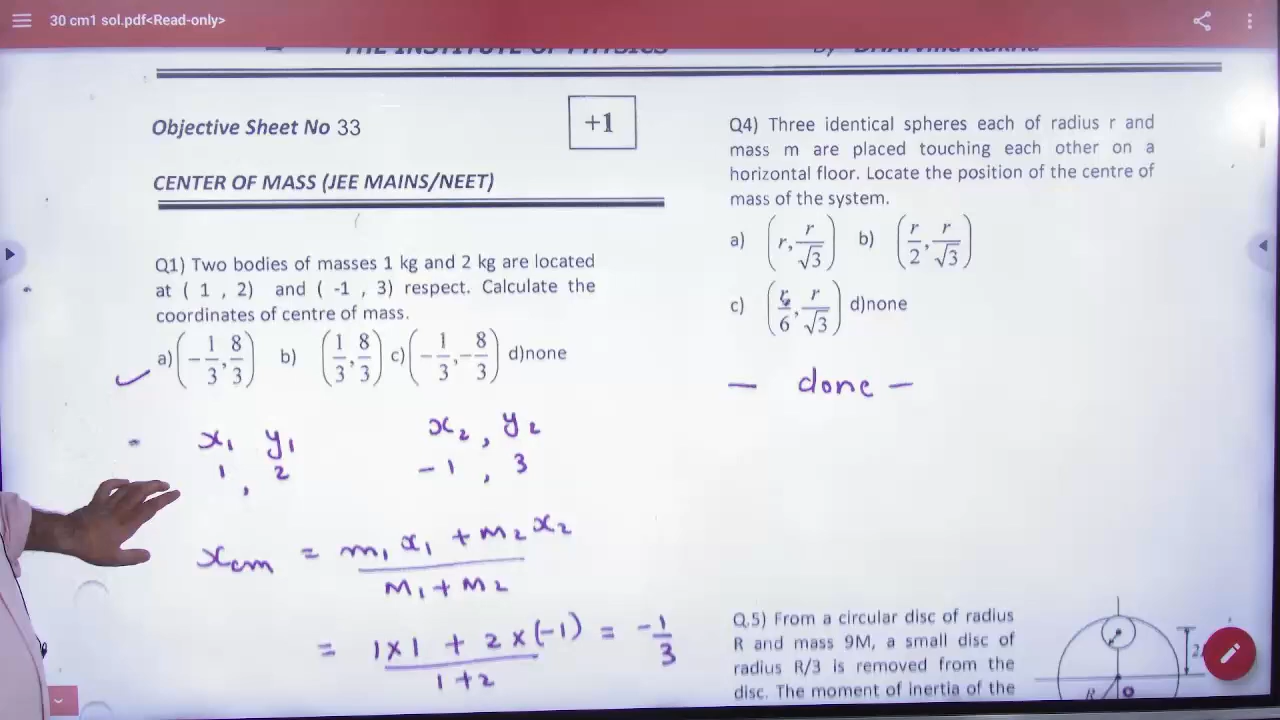 30 cm1 sol.pdf<Read-only>
THE INSTITUTE OF PHYSICS
Objective Sheet No 33
+1
CENTER OF MASS (JEE MAINS/NEET)
Q1) Two bodies of masses 1 kg and 2 kg are located
at ( 1 , 2) and ( -1 , 3) respect. Calculate the
coordinates of centre of mass.
a) (-1/3, 8/3) b) (1/3, 8/3) c) (-1/3, -8/3) d)none
x₁ y₁ x₂ , y₂
1 , 2 -1 , 3
xcm = m₁x₁ + m₂x₂ / m₁ + m₂
= 1×1 + 2×(-1) / 1+2 = -1/3
Q4) Three identical spheres each of radius r and
mass m are placed touching each other on a
horizontal floor. Locate the position of the centre of
mass of the system.
a) (r, r/√3) b) (r/2, r/√3)
c) (r/6, r/√3) d)none
— done —
Q.5) From a circular disc of radius
R and mass 9M, a small disc of
radius R/3 is removed from the
disc. The moment of inertia of the
R O